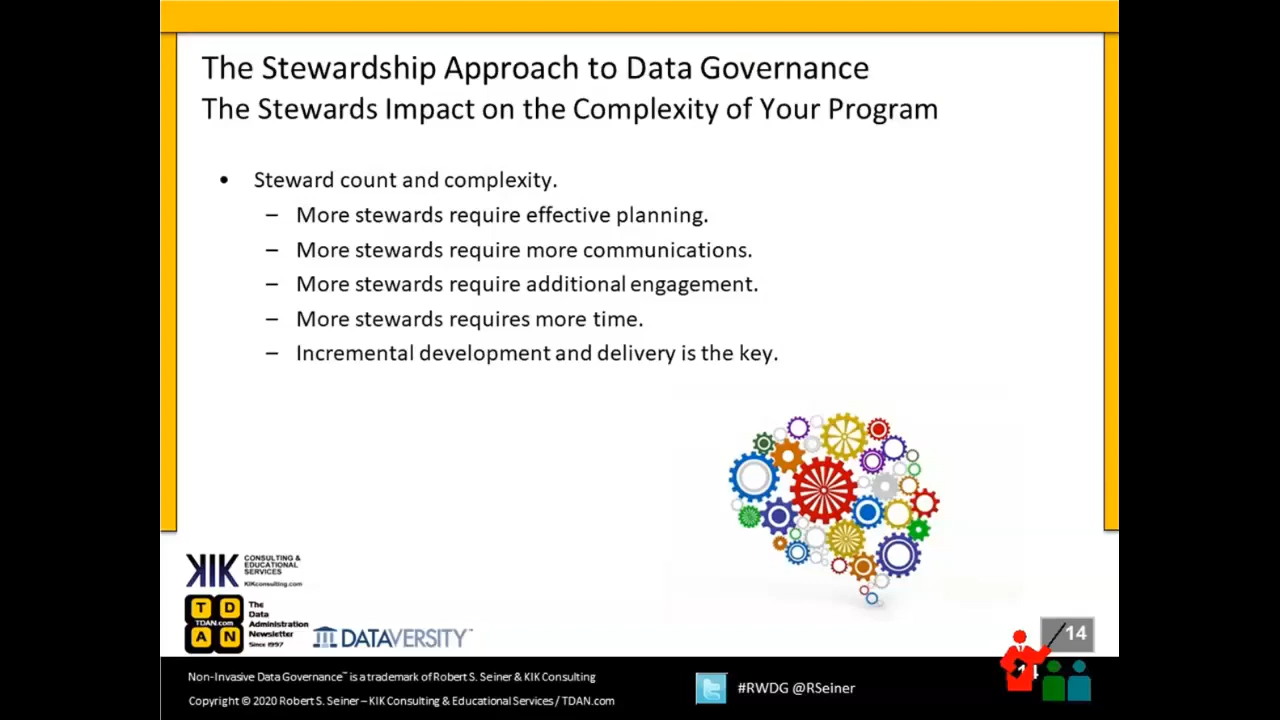 The Stewardship Approach to Data Governance
The Stewards Impact on the Complexity of Your Program
• Steward count and complexity.
– More stewards require effective planning.
– More stewards require more communications.
– More stewards require additional engagement.
– More stewards requires more time.
– Incremental development and delivery is the key.
KIK CONSULTING & EDUCATIONAL SERVICES
KIKconsulting.com
T D
TDAN.com
A N
The
Data
Administration
Newsletter
Since 1997
DATAVERSITY™
14
Non-Invasive Data Governance™ is a trademark of Robert S. Seiner & KIK Consulting
Copyright © 2020 Robert S. Seiner – KIK Consulting & Educational Services / TDAN.com
#RWDG @RSeiner